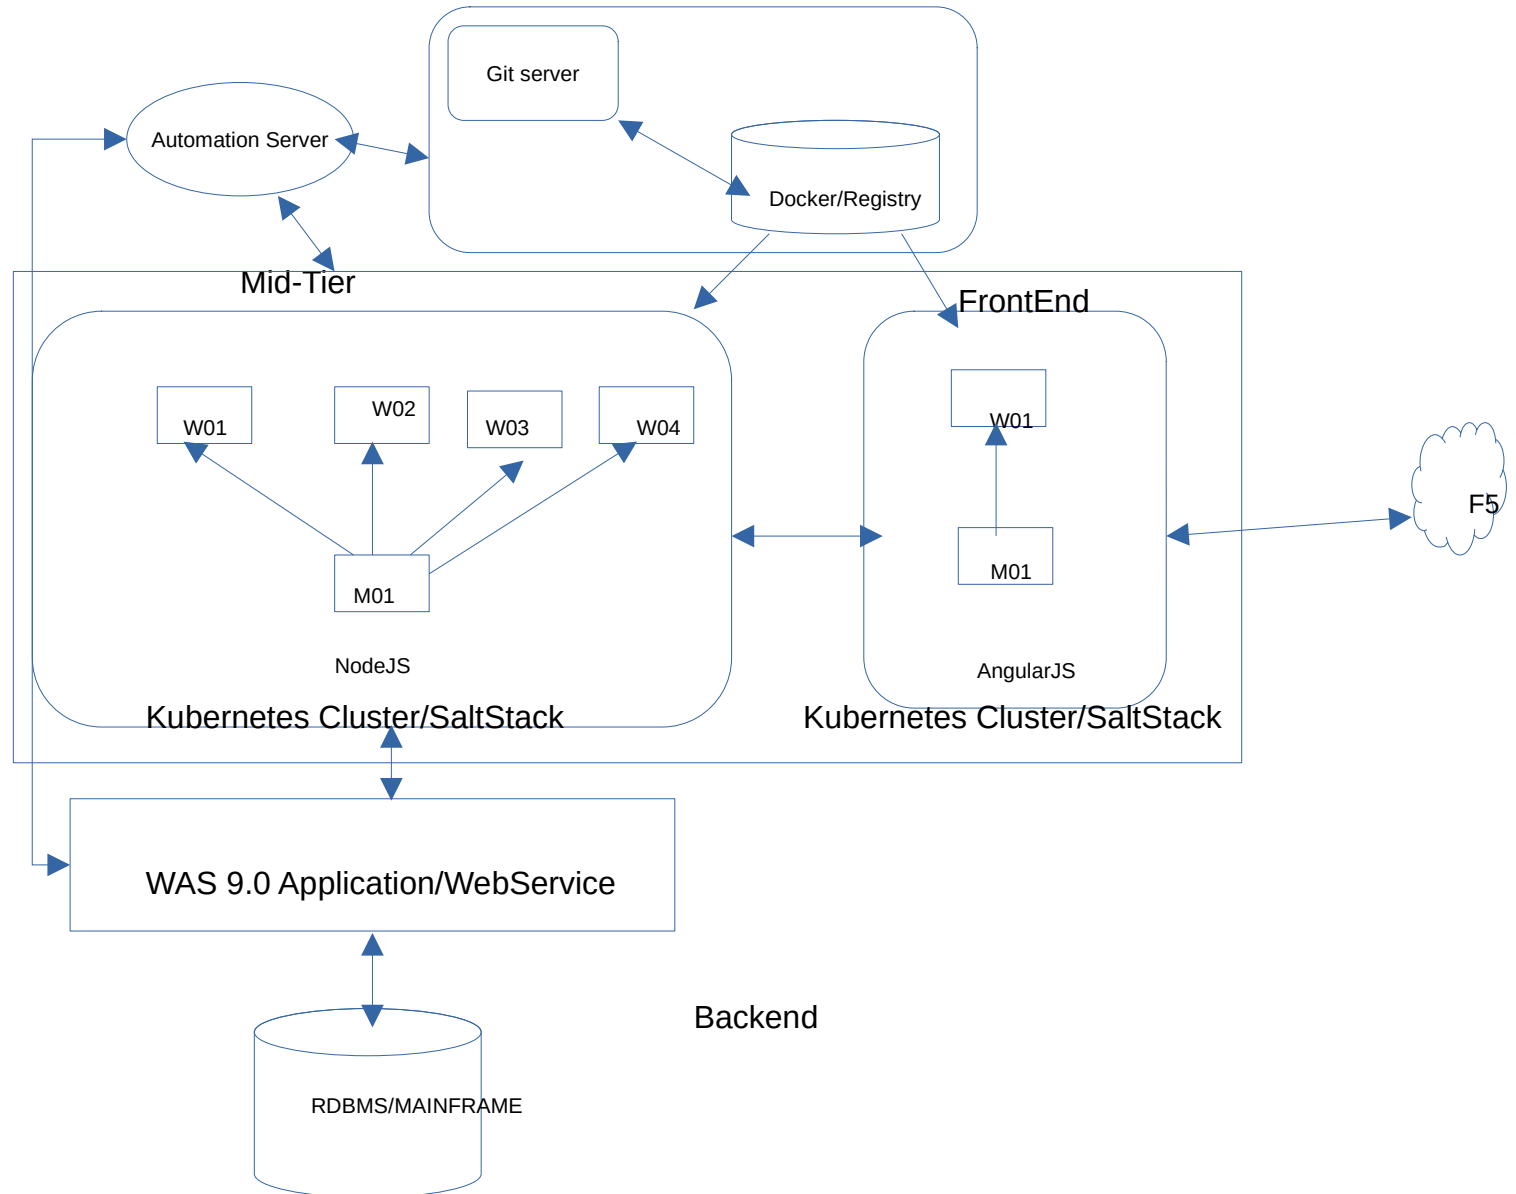 Git server
Automation Server
Docker/Registry
Mid-Tier
FrontEnd
W01
W02
W03
W04
W01
F5
M01
M01
NodeJS
AngularJS
Kubernetes Cluster/SaltStack
Kubernetes Cluster/SaltStack
WAS 9.0 Application/WebService
Backend
RDBMS/MAINFRAME